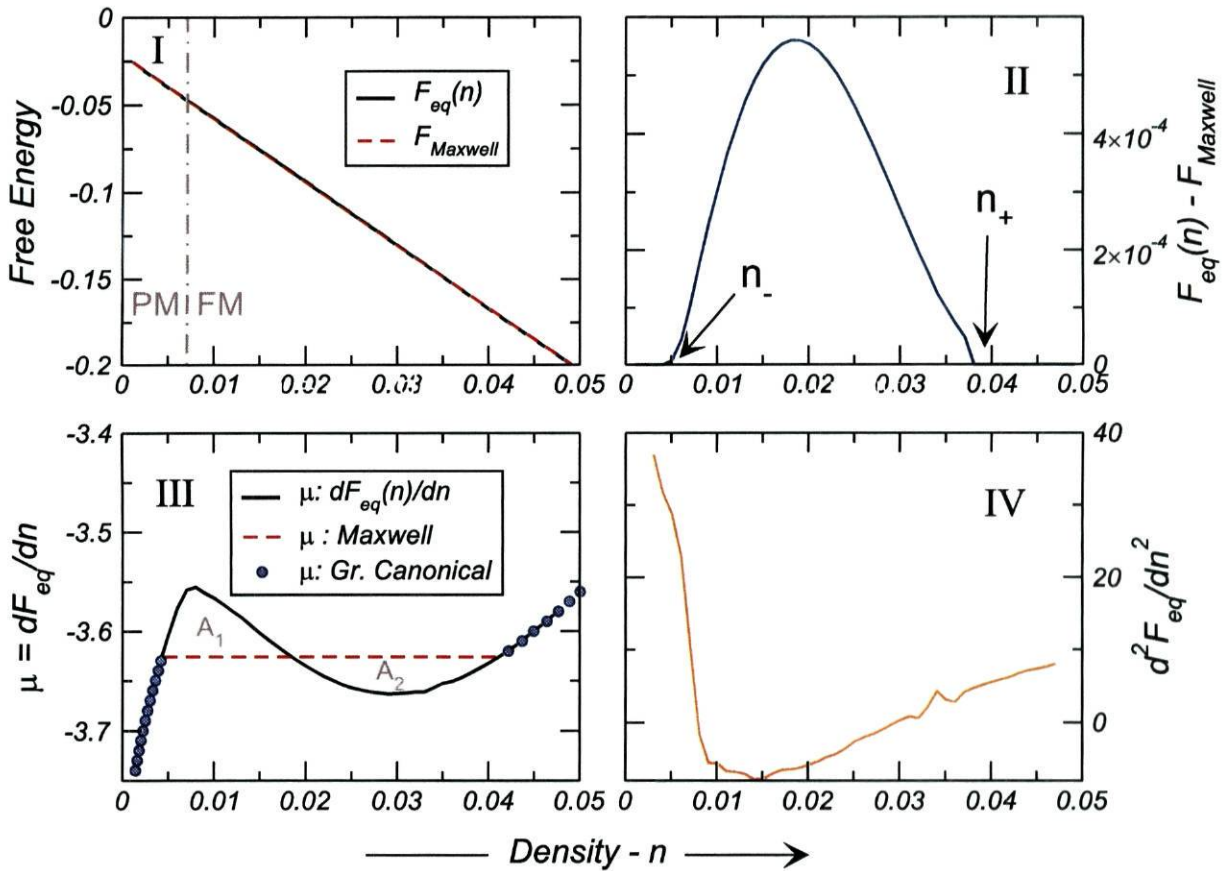 I
0
-0.05
-0.1
-0.15
-0.2
Free Energy
F_eq(n)
F_Maxwell
PM FM
0 0.01 0.02 0.03 0.04 0.05
II
4×10^-4
2×10^-4
0
F_eq(n) - F_Maxwell
n_-
n_+
0 0.01 0.02 0.03 0.04 0.05
III
-3.4
-3.5
-3.6
-3.7
μ = dF_eq/dn
μ: dF_eq(n)/dn
μ : Maxwell
μ: Gr. Canonical
A_1
A_2
0 0.01 0.02 0.03 0.04 0.05
IV
40
20
0
d^2F_eq/dn^2
0 0.01 0.02 0.03 0.04 0.05
Density - n